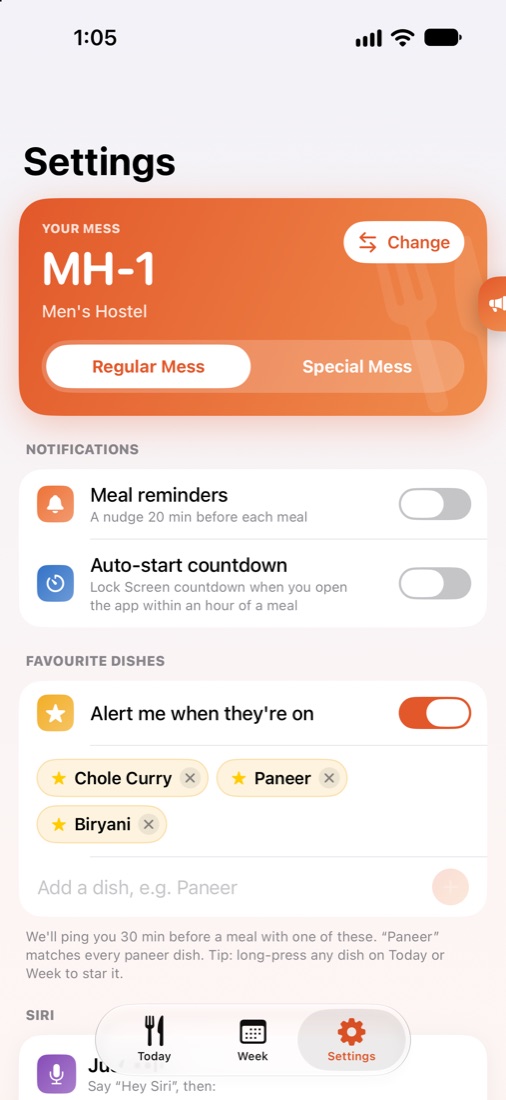 1:05
Settings
YOUR MESS
MH-1
Change
Men's Hostel
Regular Mess
Special Mess
NOTIFICATIONS
Meal reminders
A nudge 20 min before each meal
Auto-start countdown
Lock Screen countdown when you open
the app within an hour of a meal
FAVOURITE DISHES
Alert me when they're on
Chole Curry
Paneer
Biryani
Add a dish, e.g. Paneer
We'll ping you 30 min before a meal with one of these. “Paneer”
matches every paneer dish. Tip: long-press any dish on Today or
Week to star it.
SIRI
Today
Week
Settings
Say “Hey Siri”, then: